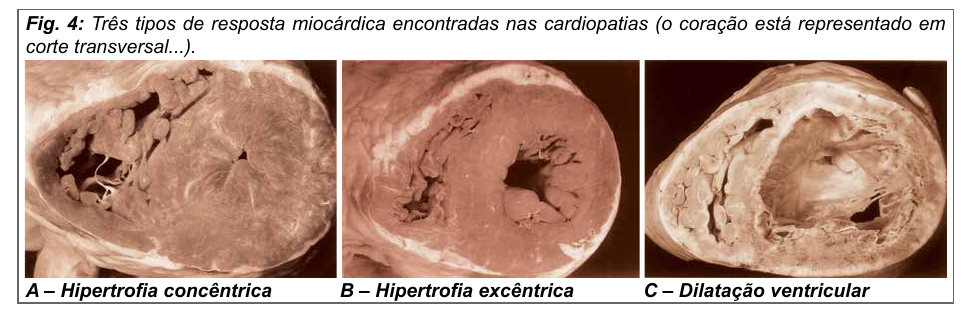 Fig. 4: Três tipos de resposta miocárdica encontradas nas cardiopatias (o coração está representado em
corte transversal...).
A – Hipertrofia concêntrica
B – Hipertrofia excêntrica
C – Dilatação ventricular